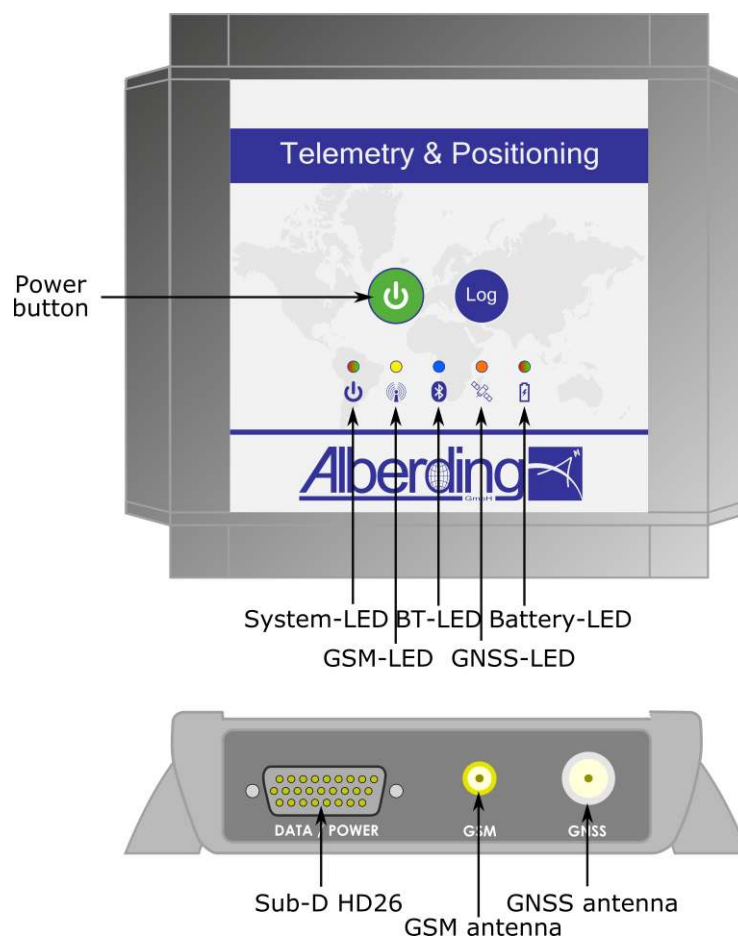 Telemetry & Positioning
Power
button
Log
Alberding
GmbH
N
System-LED BT-LED Battery-LED
GSM-LED GNSS-LED
DATA / POWER GSM GNSS
Sub-D HD26 GNSS antenna
GSM antenna